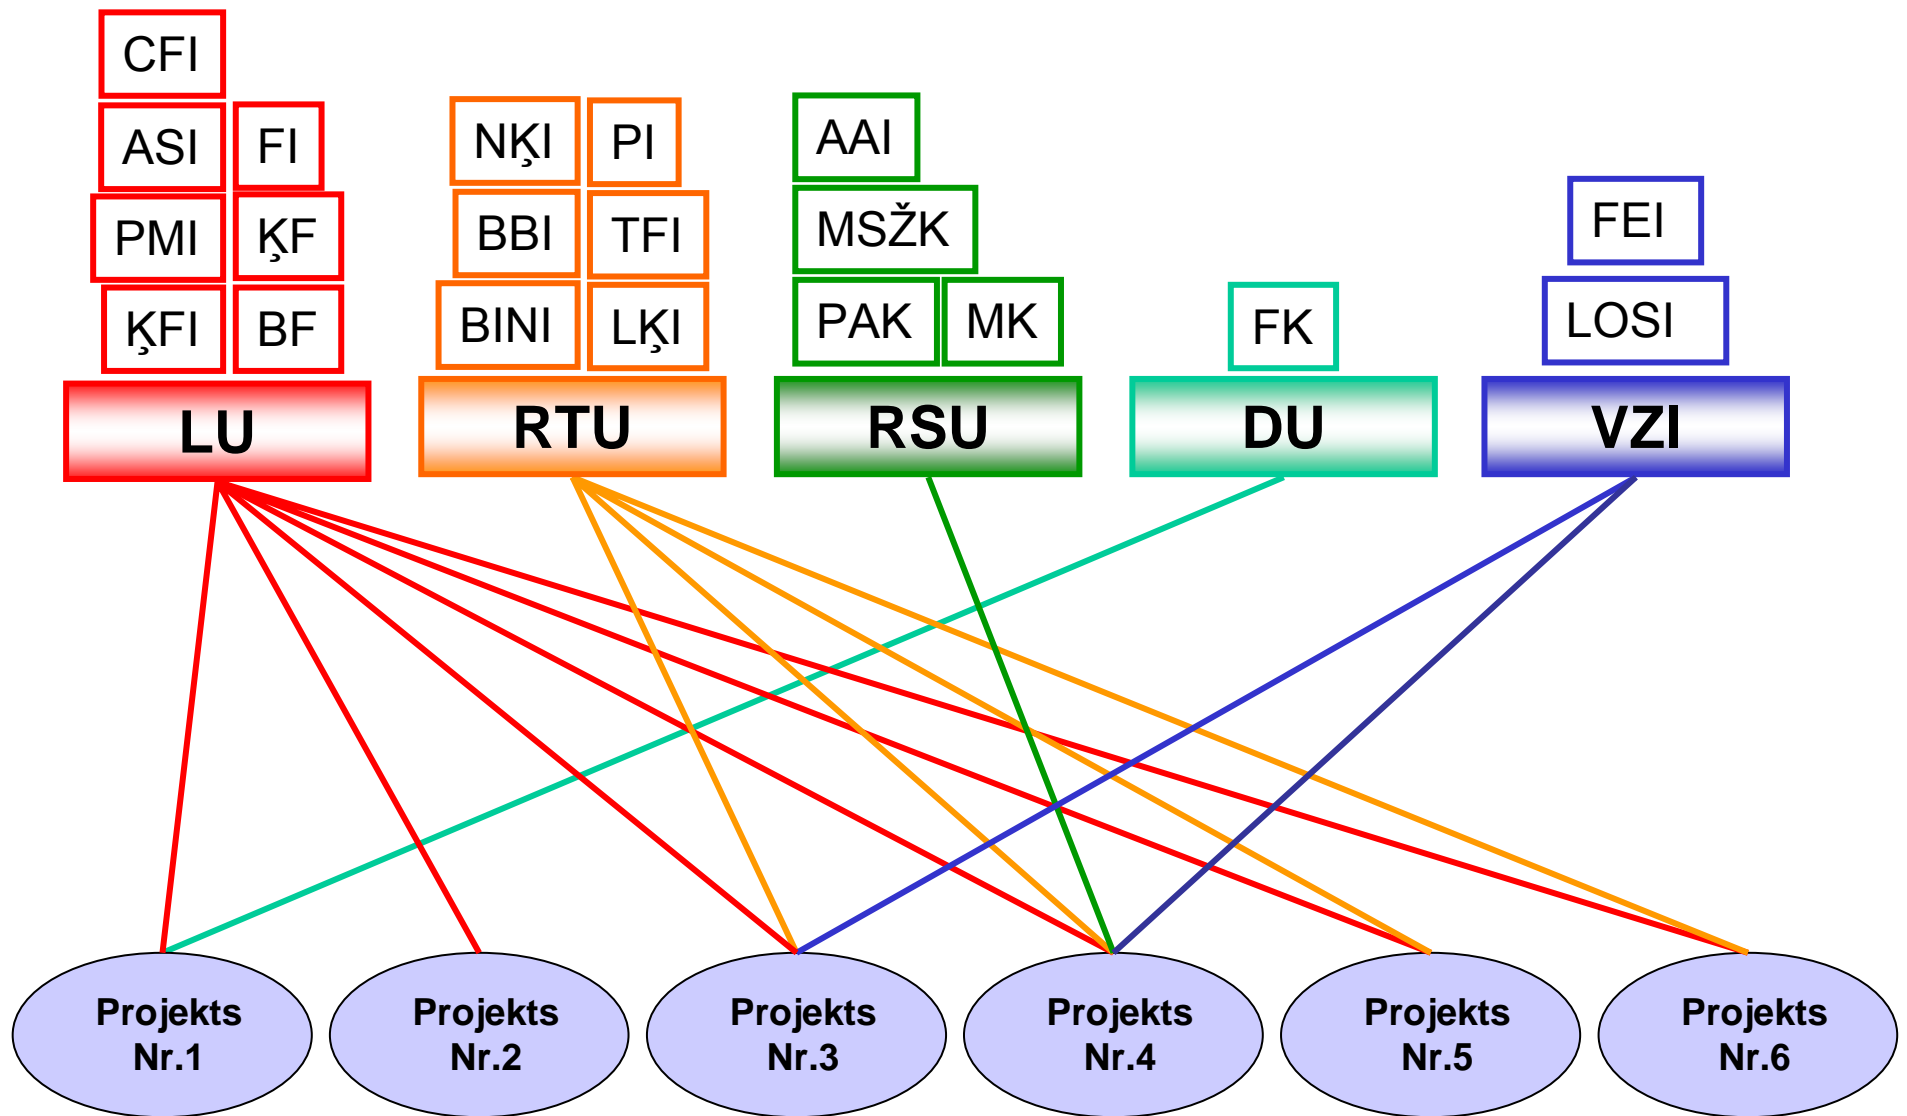 CFI
ASI FI
PMI ĶF
ĶFI BF
LU
NĶI PI
BBI TFI
BINI LĶI
RTU
AAI
MSŽK
PAK MK
RSU
FK
DU
FEI
LOSI
VZI
Projekts
Nr.1
Projekts
Nr.2
Projekts
Nr.3
Projekts
Nr.4
Projekts
Nr.5
Projekts
Nr.6